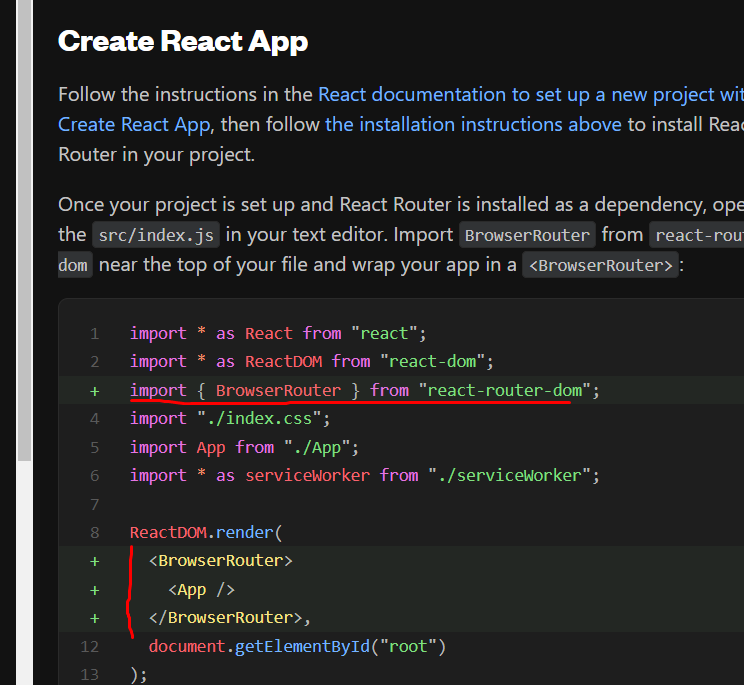 Create React App
Follow the instructions in the React documentation to set up a new project wit
Create React App, then follow the installation instructions above to install Reac
Router in your project.
Once your project is set up and React Router is installed as a dependency, ope
the src/index.js in your text editor. Import BrowserRouter from react-rout
dom near the top of your file and wrap your app in a <BrowserRouter>:
1 import * as React from "react";
2 import * as ReactDOM from "react-dom";
+ import { BrowserRouter } from "react-router-dom";
4 import "./index.css";
5 import App from "./App";
6 import * as serviceWorker from "./serviceWorker";
7
8 ReactDOM.render(
+ <BrowserRouter>
+ <App />
+ </BrowserRouter>,
12 document.getElementById("root")
13 );